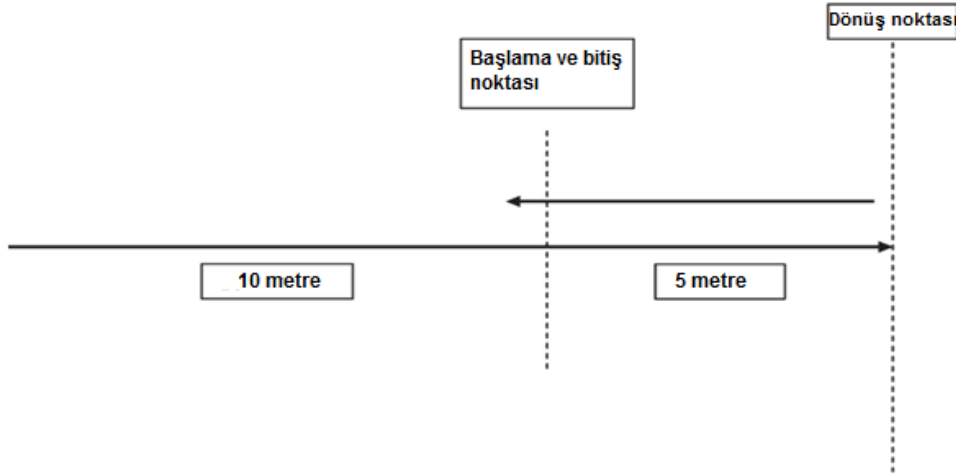 Dönüş noktası
Başlama ve bitiş
noktası
10 metre
5 metre